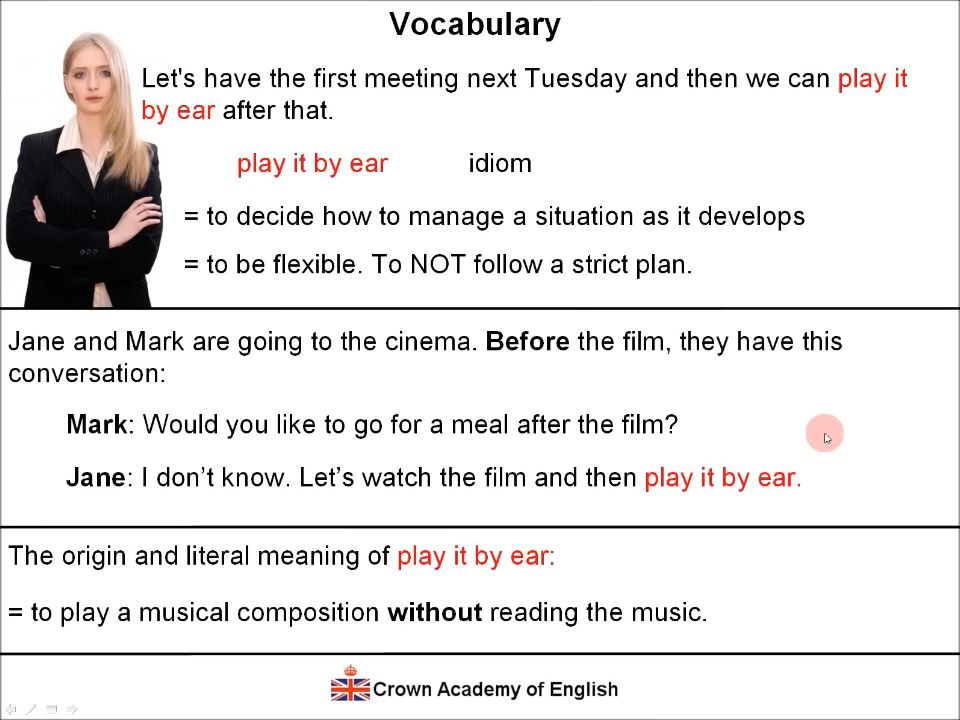 Vocabulary
Let's have the first meeting next Tuesday and then we can play it
by ear after that.
play it by ear idiom
= to decide how to manage a situation as it develops
= to be flexible. To NOT follow a strict plan.
Jane and Mark are going to the cinema. Before the film, they have this
conversation:
Mark: Would you like to go for a meal after the film?
Jane: I don’t know. Let’s watch the film and then play it by ear.
The origin and literal meaning of play it by ear:
= to play a musical composition without reading the music.
Crown Academy of English